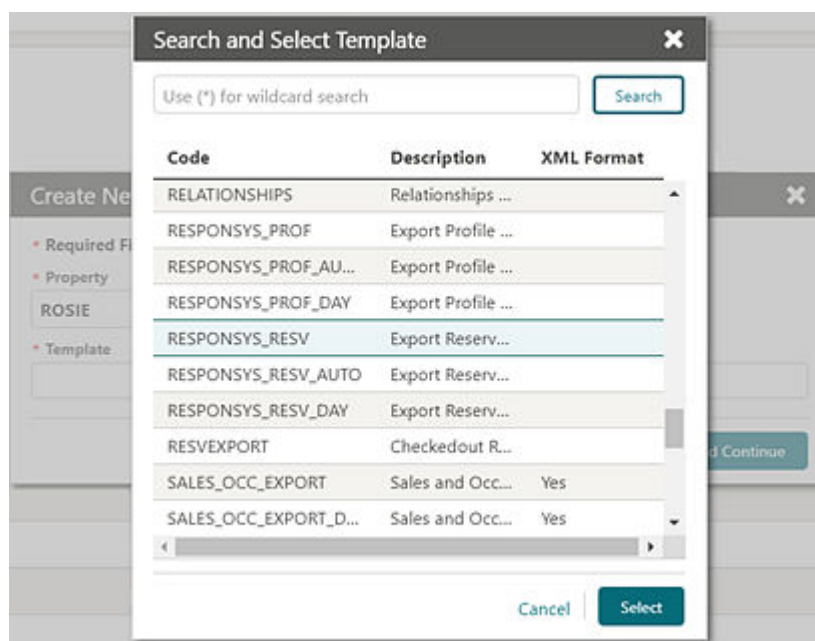 Search and Select Template
Use (*) for wildcard search
Search
Code Description XML Format
RELATIONSHIPS Relationships ...
RESPONSYS_PROF Export Profile ...
RESPONSYS_PROF_AU... Export Profile ...
RESPONSYS_PROF_DAY Export Profile ...
RESPONSYS_RESV Export Reserv...
RESPONSYS_RESV_AUTO Export Reserv...
RESPONSYS_RESV_DAY Export Reserv...
RESVEXPORT Checkedout R...
SALES_OCC_EXPORT Sales and Occ... Yes
SALES_OCC_EXPORT_D... Sales and Occ... Yes
Cancel Select
Create Ne
* Required Fi
* Property
ROSIE
* Template
d Continue